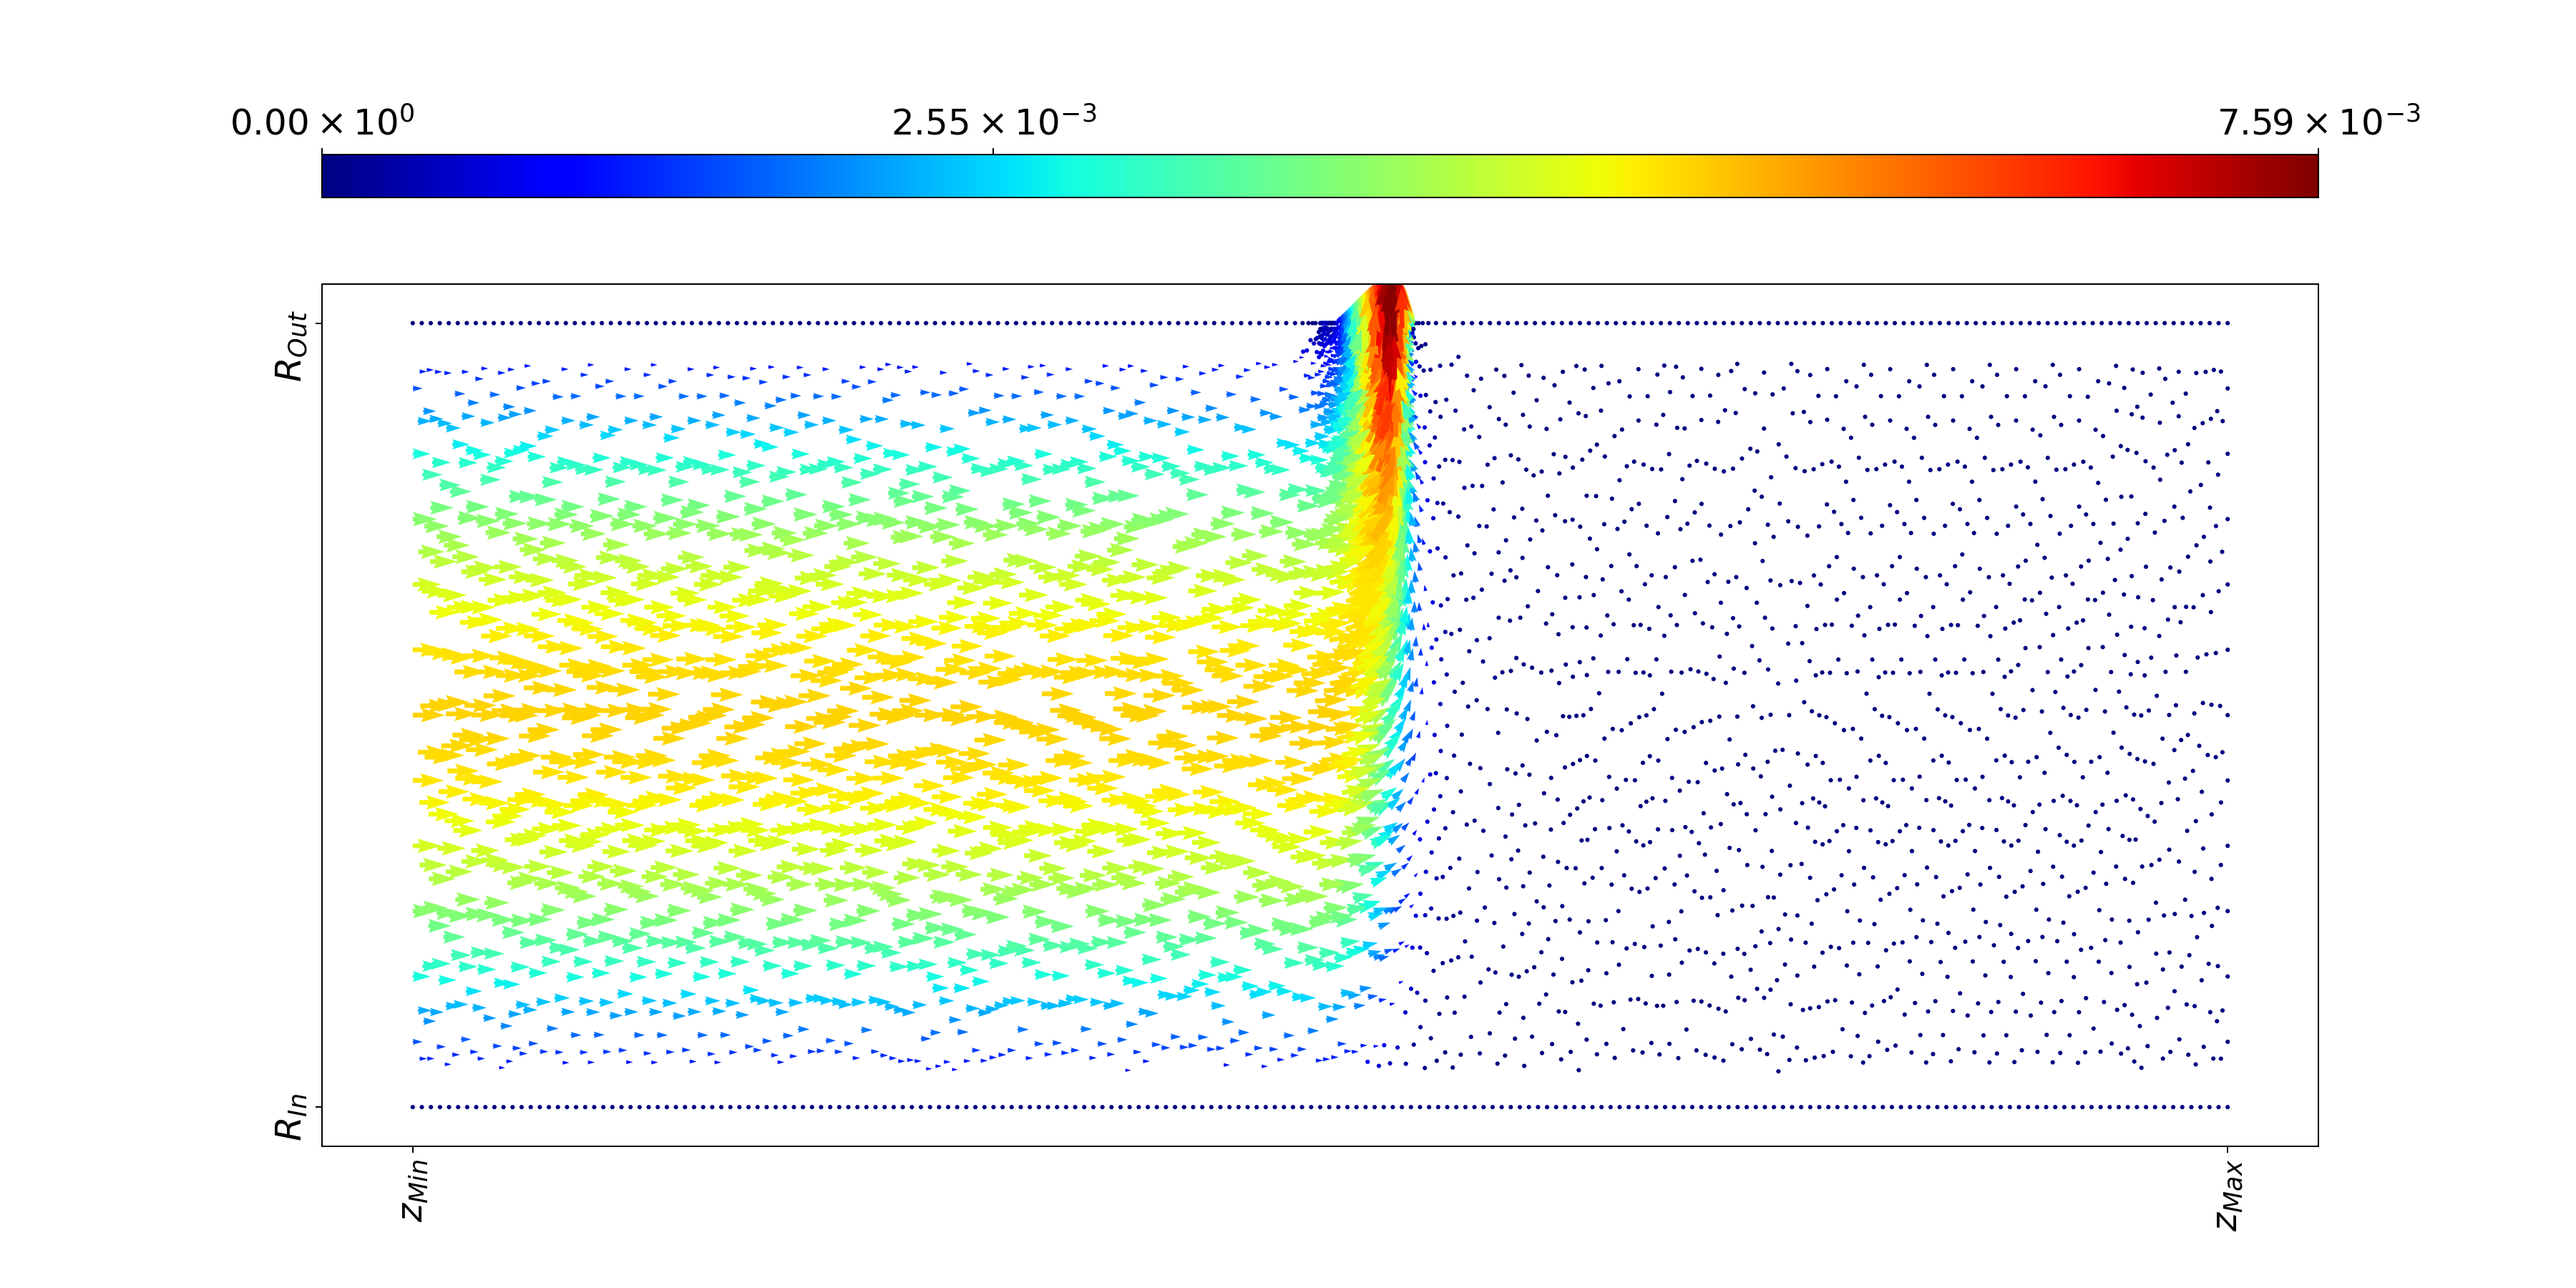 0.00 × 10⁰ 2.55 × 10⁻³ 7.59 × 10⁻³
R_Out
R_In
z_Min z_Max